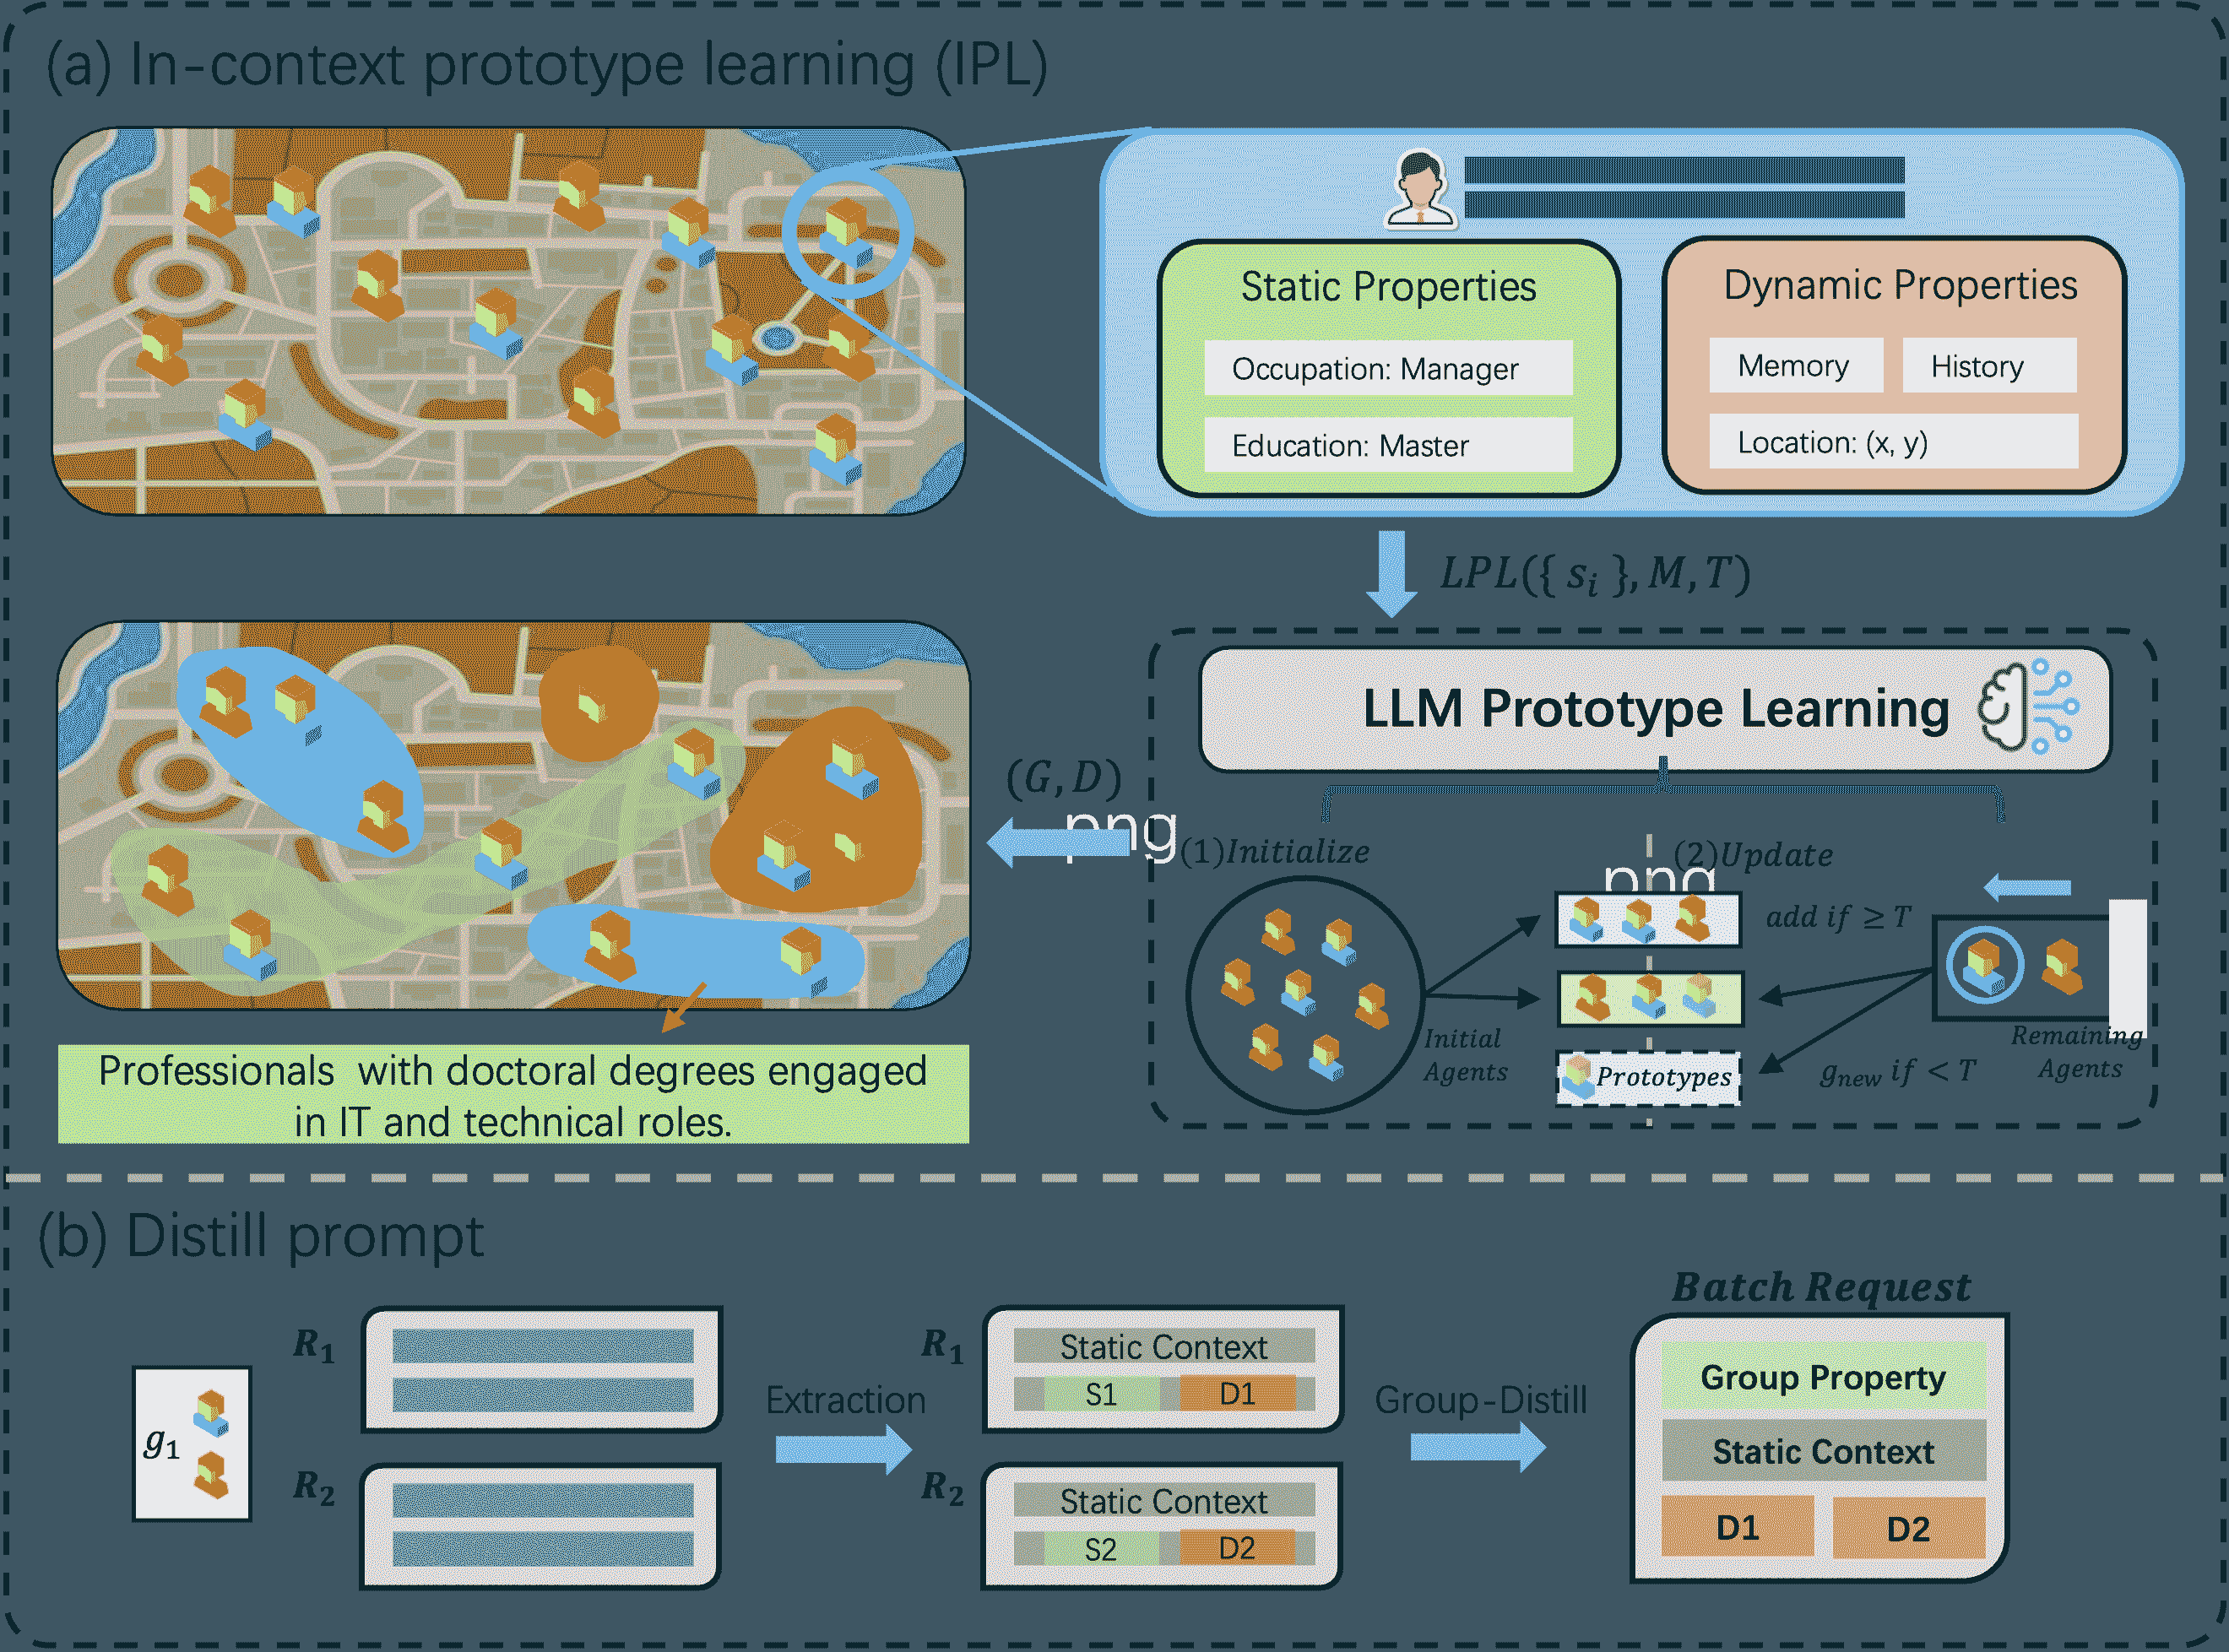 (a) In-context prototype learning (IPL)
Static Properties
Occupation: Manager
Education: Master
Dynamic Properties
Memory
History
Location: (x, y)
LPL({ s_i }, M, T)
LLM Prototype Learning
(G, D)
png
(1)Initialize
(2)Update
png
add if ≥ T
Initial
Agents
Prototypes
g_new if < T
Remaining
Agents
Professionals with doctoral degrees engaged
in IT and technical roles.
(b) Distill prompt
g_1
R_1
R_2
Extraction
R_1
Static Context
S1
D1
R_2
Static Context
S2
D2
Group-Distill
Batch Request
Group Property
Static Context
D1
D2